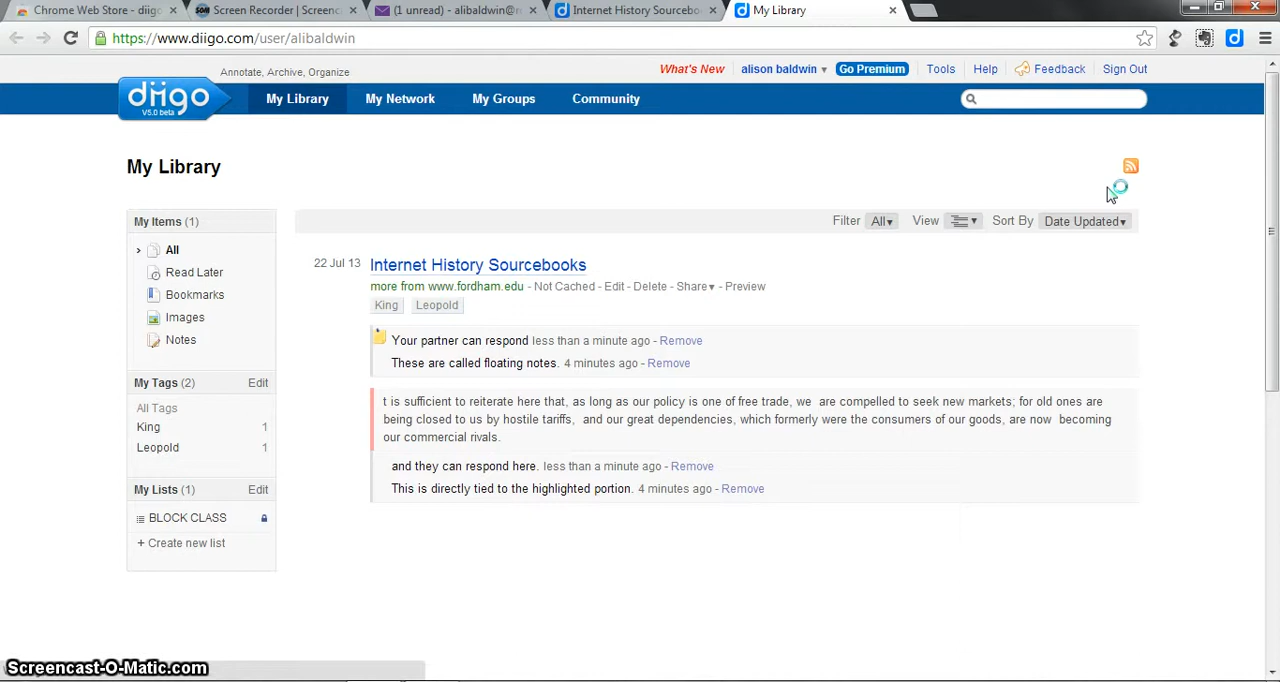 Chrome Web Store - diigo
Screen Recorder | Screenc
(1 unread) - alibaldwin@r
Internet History Sourcebo
My Library
https://www.diigo.com/user/alibaldwin
Annotate, Archive, Organize
What's New
alison baldwin
Go Premium
Tools
Help
Feedback
Sign Out
diigo
V5.0 beta
My Library
My Network
My Groups
Community
My Library
My Items (1)
All
Read Later
Bookmarks
Images
Notes
My Tags (2) Edit
All Tags
King 1
Leopold 1
My Lists (1) Edit
BLOCK CLASS
+ Create new list
Filter All▾ View ▾ Sort By Date Updated▾
22 Jul 13 Internet History Sourcebooks
more from www.fordham.edu - Not Cached - Edit - Delete - Share▾ - Preview
King Leopold
Your partner can respond less than a minute ago - Remove
These are called floating notes. 4 minutes ago - Remove
t is sufficient to reiterate here that, as long as our policy is one of free trade, we are compelled to seek new markets; for old ones are
being closed to us by hostile tariffs, and our great dependencies, which formerly were the consumers of our goods, are now becoming
our commercial rivals.
and they can respond here. less than a minute ago - Remove
This is directly tied to the highlighted portion. 4 minutes ago - Remove
Screencast-O-Matic.com